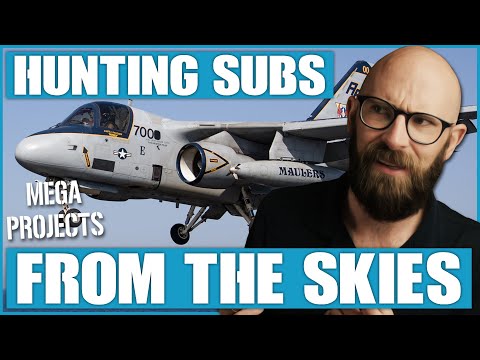 HUNTING SUBS
700
E
MAULERS
MEGA
PROJECTS
FROM THE SKIES